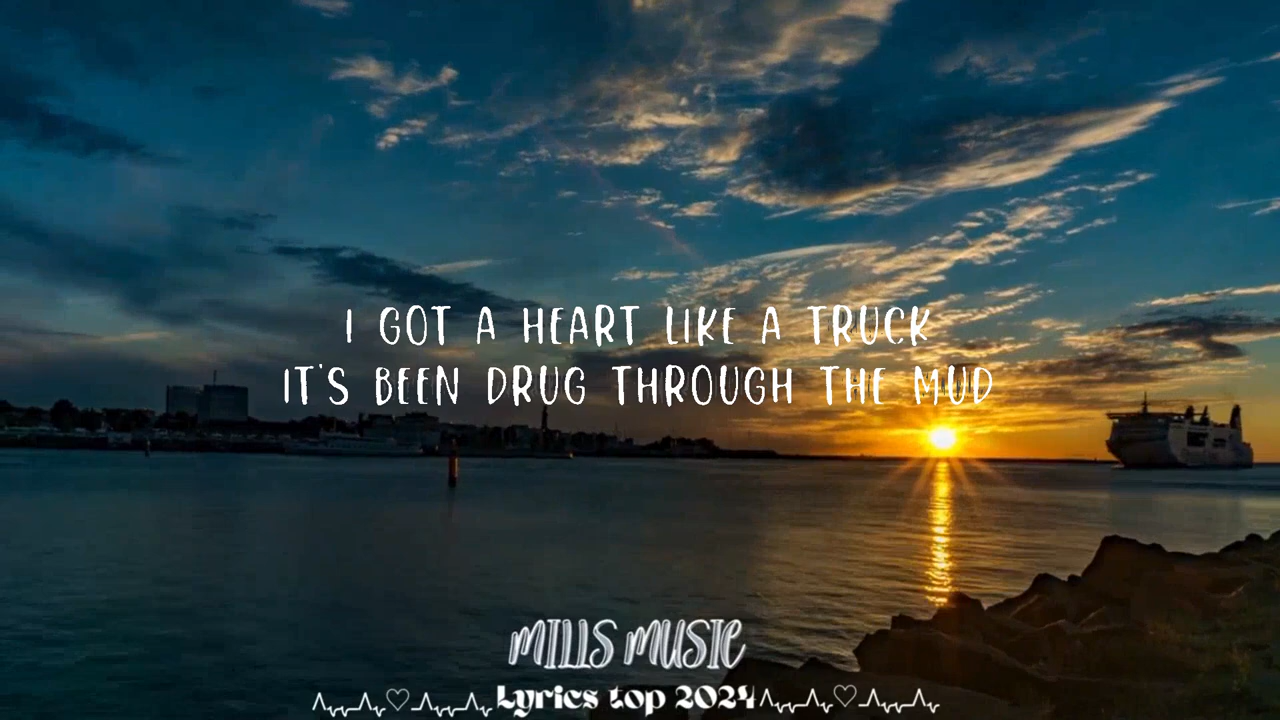 I GOT A HEART LIKE A TRUCK
IT'S BEEN DRUG THROUGH THE MUD
MILLS MUSIC
Lyrics top 2024